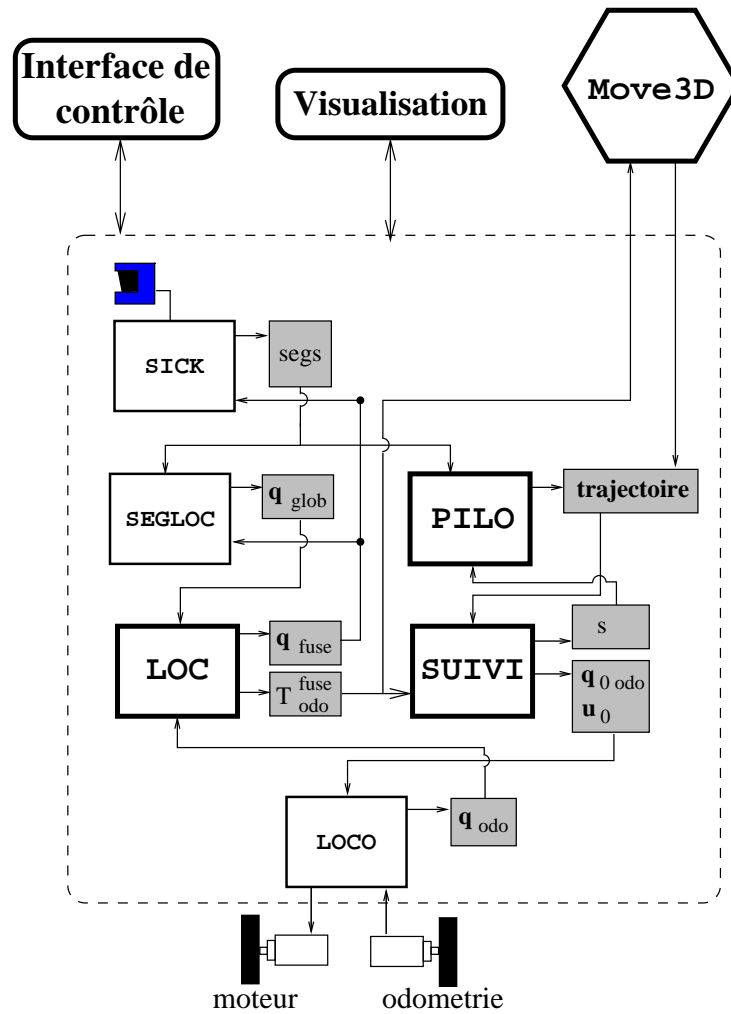 Interface de
contrôle
Visualisation
Move3D
SICK
segs
SEGLOC
q glob
PILO
trajectoire
LOC
q fuse
T fuse odo
SUIVI
s
q 0 odo
u 0
LOCO
q odo
moteur
odometrie